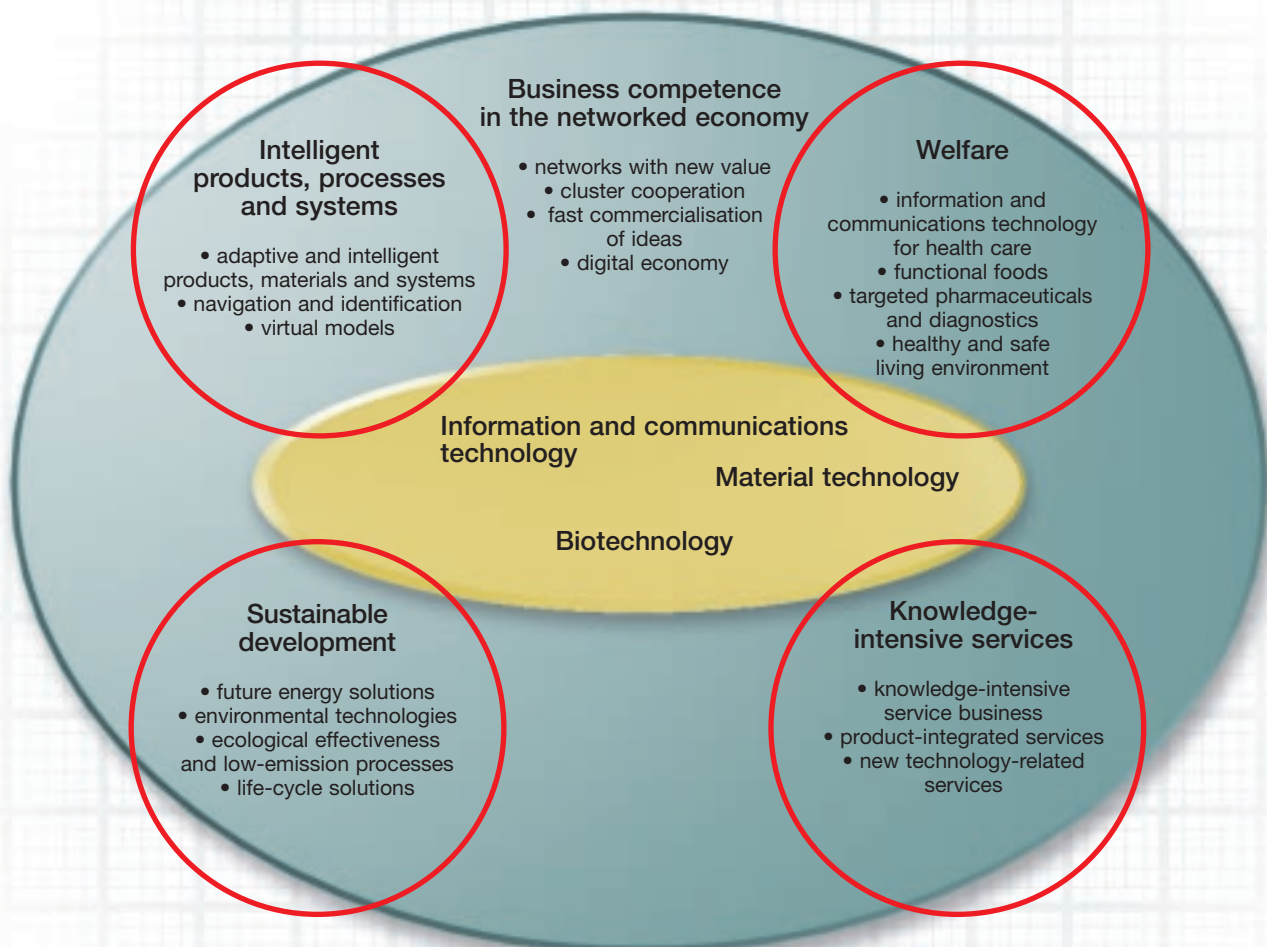 Business competence
in the networked economy
• networks with new value
• cluster cooperation
• fast commercialisation
of ideas
• digital economy
Intelligent
products, processes
and systems
• adaptive and intelligent
products, materials and systems
• navigation and identification
• virtual models
Welfare
• information and
communications technology
for health care
• functional foods
• targeted pharmaceuticals
and diagnostics
• healthy and safe
living environment
Information and communications
technology
Material technology
Biotechnology
Sustainable
development
• future energy solutions
• environmental technologies
• ecological effectiveness
and low-emission processes
• life-cycle solutions
Knowledge-
intensive services
• knowledge-intensive
service business
• product-integrated services
• new technology-related
services